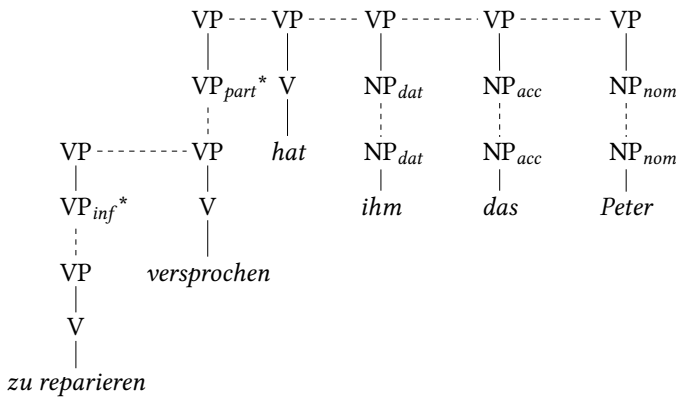 VP VP VP VP VP
VP_part* V NP_dat NP_acc NP_nom
VP VP hat NP_dat NP_acc NP_nom
VP_inf* V ihm das Peter
VP versprochen
V
zu reparieren